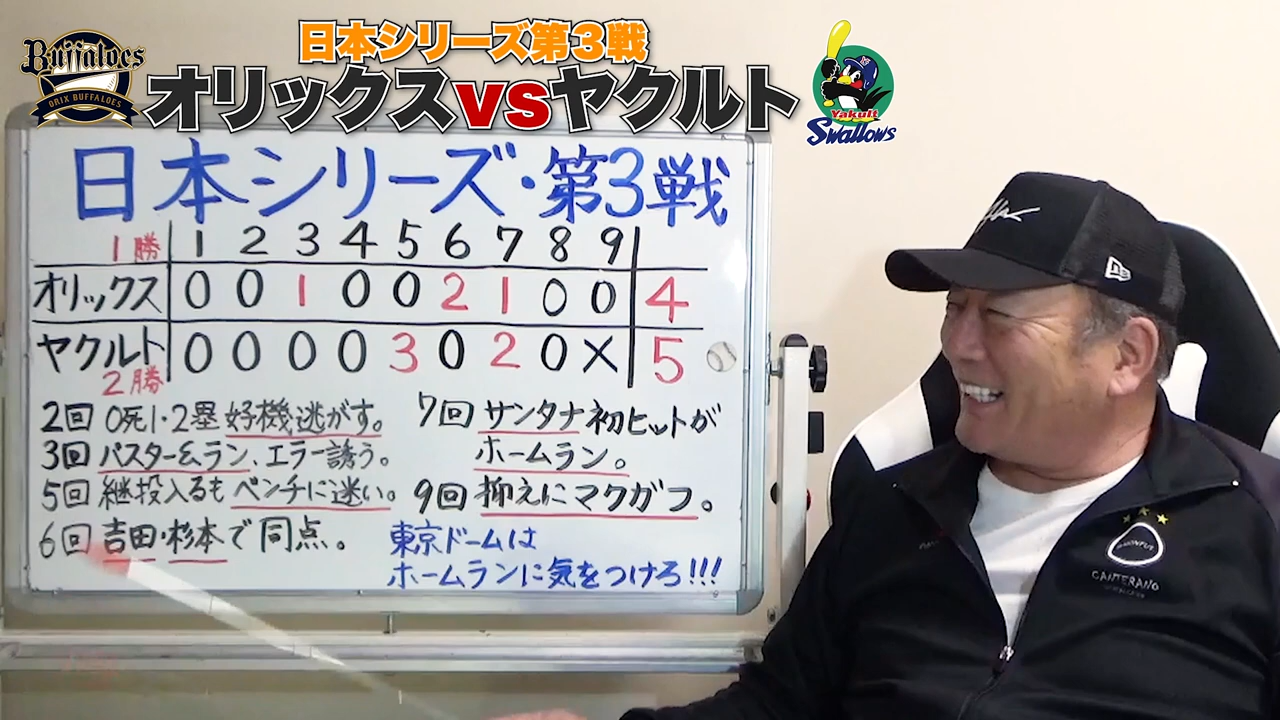 日本シリーズ第3戦
Buffaloes
ORIX BUFFALOES
オリックスvsヤクルト
Yakult
Swallows
日本シリーズ・第3戦
1勝 1 2 3 4 5 6 7 8 9
オリックス 0 0 1 0 0 2 1 0 0 4
ヤクルト 0 0 0 0 3 0 2 0 X 5
2勝
2回 0死1・2塁好機逃がす。
3回 バスター&ラン、エラー誘う。
5回 継投入るもベンチに迷い。
6回 吉田・杉本で同点。
7回 サンタナ初ヒットが
ホームラン。
9回 抑えにマクガフ。
東京ドームは
ホームランに気をつけろ!!!
CANTERANO